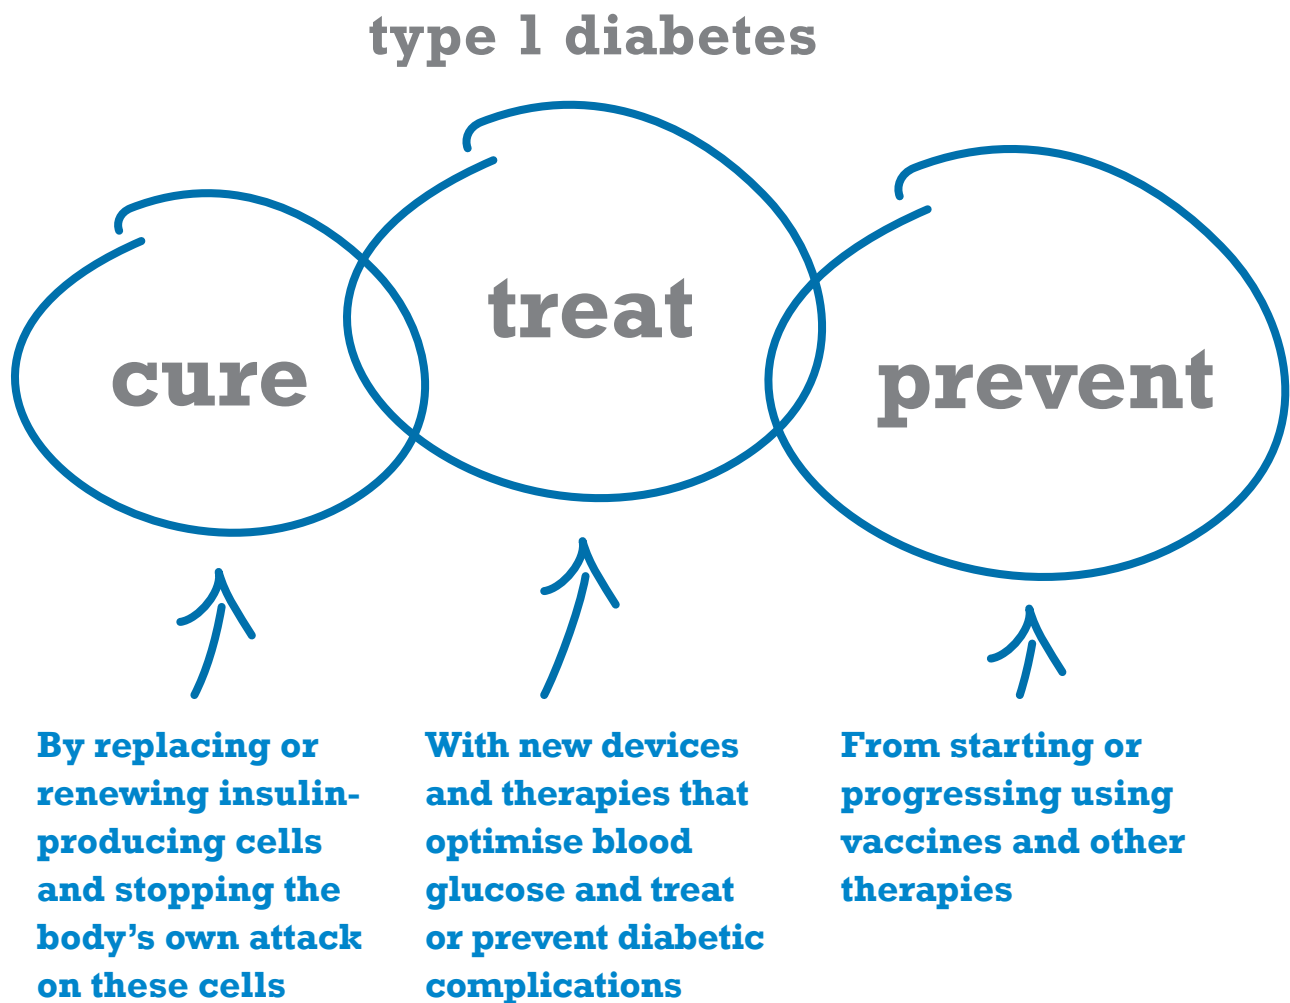 type 1 diabetes
cure
treat
prevent
By replacing or
renewing insulin-
producing cells
and stopping the
body’s own attack
on these cells
With new devices
and therapies that
optimise blood
glucose and treat
or prevent diabetic
complications
From starting or
progressing using
vaccines and other
therapies